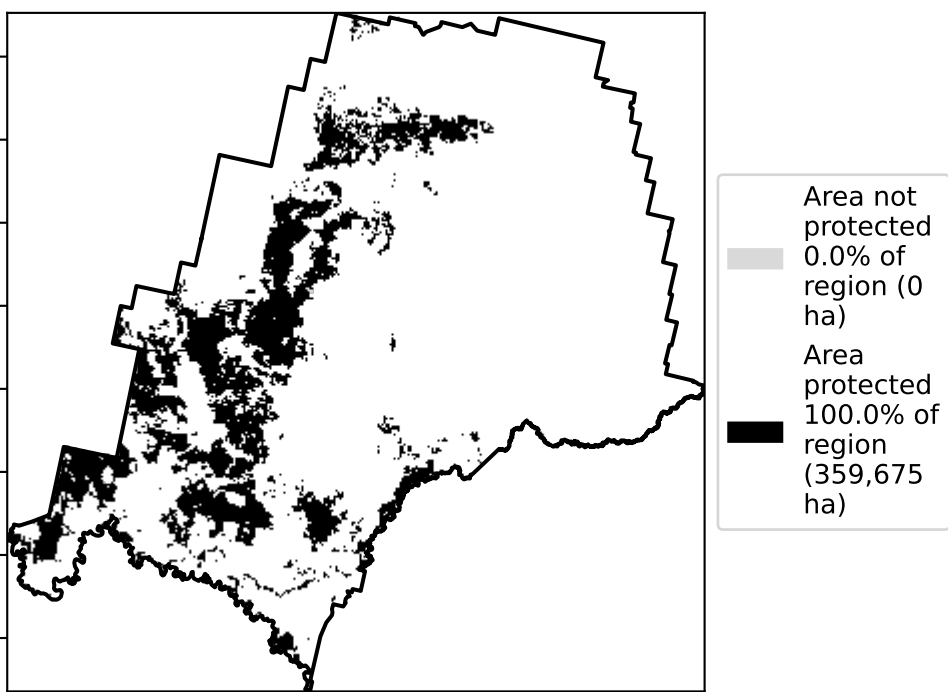 Area not
protected
0.0% of
region (0
ha)
Area
protected
100.0% of
region
(359,675
ha)